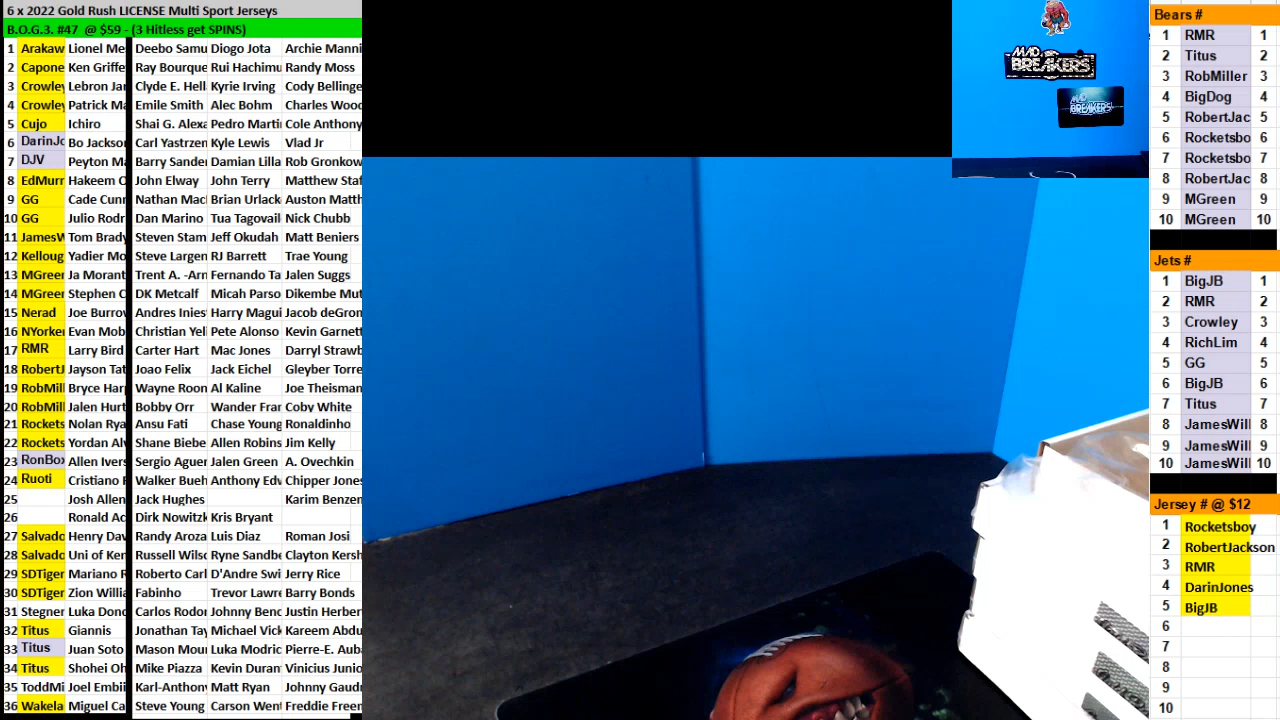 6 x 2022 Gold Rush LICENSE Multi Sport Jerseys
B.O.G.3. #47 @ $59 - (3 Hitless get SPINS)
1 Arakaw Lionel Me Deebo Samu Diogo Jota Archie Manni
2 Capone Ken Griffe Ray Bourque Rui Hachimu Randy Moss
3 Crowley Lebron Jar Clyde E. Hell Kyrie Irving Cody Bellinge
4 Crowley Patrick Ma Emile Smith Alec Bohm Charles Wood
5 Cujo Ichiro Shai G. Alexa Pedro Marti Cole Anthony
6 DarinJo Bo Jackson Carl Yastrzen Kyle Lewis Vlad Jr
7 DJV Peyton Ma Barry Sander Damian Lilla Rob Gronkow
8 EdMurr Hakeem O John Elway John Terry Matthew Staf
9 GG Cade Cunn Nathan Mac Brian Urlack Auston Matth
10 GG Julio Rodr Dan Marino Tua Tagovail Nick Chubb
11 JamesW Tom Brady Steven Stam Jeff Okudah Matt Beniers
12 Kelloug Yadier Mo Steve Largen RJ Barrett Trae Young
13 MGreer Ja Morant Trent A. -Arr Fernando Ta Jalen Suggs
14 MGreer Stephen C DK Metcalf Micah Parso Dikembe Mut
15 Nerad Joe Burrow Andres Inies Harry Magui Jacob deGron
16 NYorker Evan Mob Christian Yeli Pete Alonso Kevin Garnett
17 RMR Larry Bird Carter Hart Mac Jones Darryl Strawb
18 RobertJ Jayson Tat Joao Felix Jack Eichel Gleyber Torre
19 RobMill Bryce Har Wayne Roon Al Kaline Joe Theisman
20 RobMill Jalen Hurt Bobby Orr Wander Fran Coby White
21 Rockets Nolan Rya Ansu Fati Chase Young Ronaldinho
22 Rockets Yordan Alv Shane Biebe Allen Robins Jim Kelly
23 RonBox Allen Ivers Sergio Aguer Jalen Green A. Ovechkin
24 Ruoti Cristiano F Walker Bueh Anthony Edv Chipper Jones
25 Josh Allen Jack Hughes Karim Benzen
26 Ronald Ac Dirk Nowitzk Kris Bryant
27 Salvado Henry Dav Randy Aroza Luis Diaz Roman Josi
28 Salvado Uni of Ken Russell Wilso Ryne Sandbe Clayton Kersh
29 SDTiger Mariano R Roberto Carl D'Andre Swi Jerry Rice
30 SDTiger Zion Willia Fabinho Trevor Lawre Barry Bonds
31 Stegner Luka Donc Carlos Rodor Johnny Benc Justin Herber
32 Titus Giannis Jonathan Tay Michael Vick Kareem Abdu
33 Titus Juan Soto Mason Mour Luka Modric Pierre-E. Auba
34 Titus Shohei Oh Mike Piazza Kevin Duran Vinicius Junio
35 ToddMi Joel Embii Karl-Anthony Matt Ryan Johnny Gaudr
36 Wakela Miguel Ca Steve Young Carson Went Freddie Freem
MAD
BREAKERS
MAD
BREAKERS
Bears #
1 RMR 1
2 Titus 2
3 RobMiller 3
4 BigDog 4
5 RobertJac 5
6 Rocketsbo 6
7 Rocketsbo 7
8 RobertJac 8
9 MGreen 9
10 MGreen 10
Jets #
1 BigJB 1
2 RMR 2
3 Crowley 3
4 RichLim 4
5 GG 5
6 BigJB 6
7 Titus 7
8 JamesWill 8
9 JamesWill 9
10 JamesWill 10
Jersey # @ $12
1 Rocketsboy
2 RobertJackson
3 RMR
4 DarinJones
5 BigJB
6
7
8
9
10